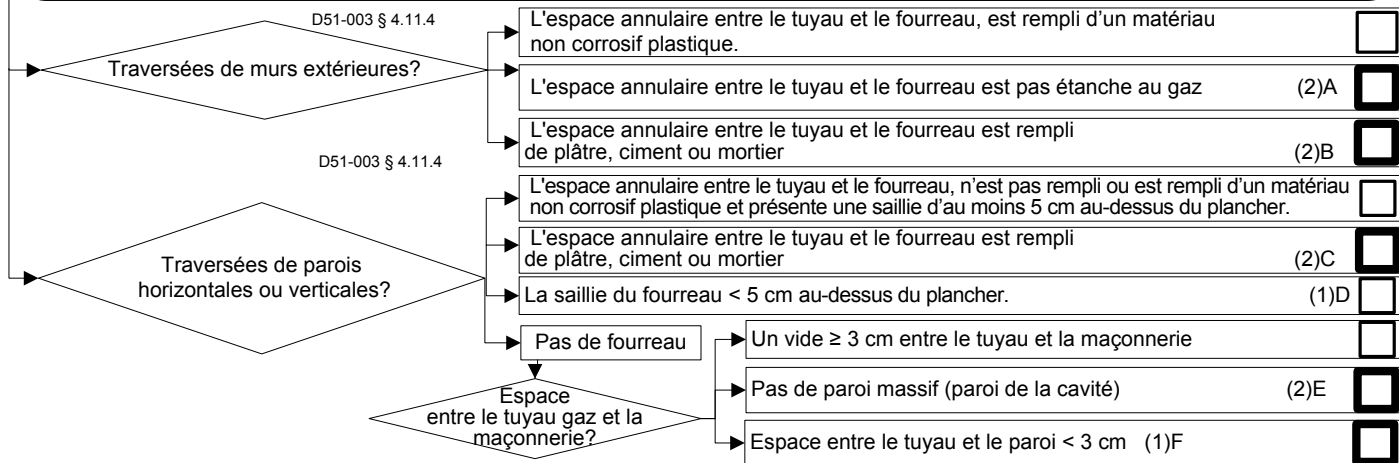 D51-003 § 4.11.4
Traversées de murs extérieures?
L'espace annulaire entre le tuyau et le fourreau, est rempli d'un matériau
non corrosif plastique.
L'espace annulaire entre le tuyau et le fourreau est pas étanche au gaz (2)A
L'espace annulaire entre le tuyau et le fourreau est rempli
de plâtre, ciment ou mortier (2)B
D51-003 § 4.11.4
Traversées de parois
horizontales ou verticales?
L'espace annulaire entre le tuyau et le fourreau, n'est pas rempli ou est rempli d'un matériau
non corrosif plastique et présente une saillie d'au moins 5 cm au-dessus du plancher.
L'espace annulaire entre le tuyau et le fourreau est rempli
de plâtre, ciment ou mortier (2)C
La saillie du fourreau < 5 cm au-dessus du plancher. (1)D
Pas de fourreau
Espace
entre le tuyau gaz et la
maçonnerie?
Un vide ≥ 3 cm entre le tuyau et la maçonnerie
Pas de paroi massif (paroi de la cavité) (2)E
Espace entre le tuyau et le paroi < 3 cm (1)F